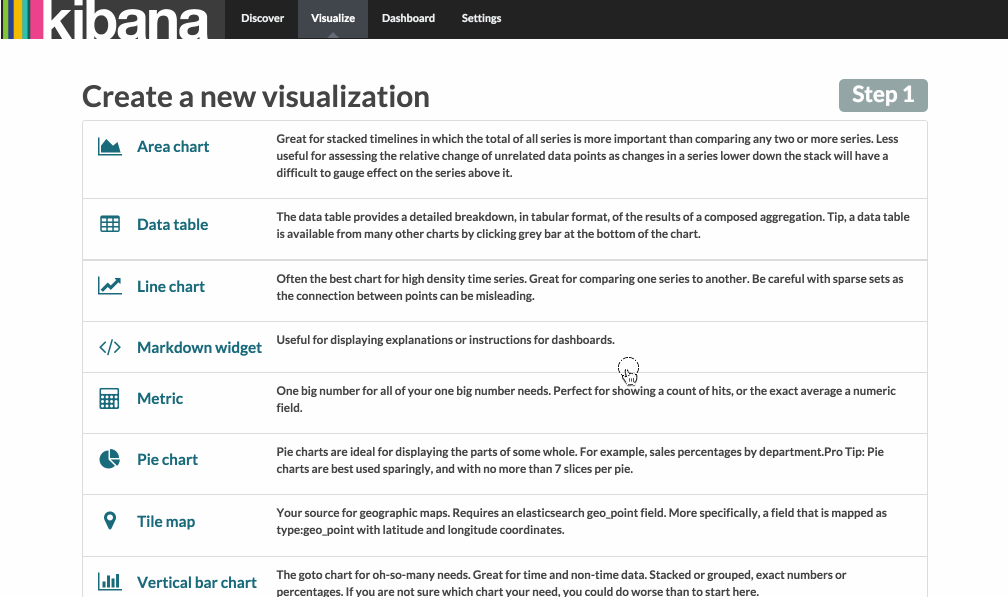 kibana
Discover Visualize Dashboard Settings
Create a new visualization
Step 1
Area chart
Great for stacked timelines in which the total of all series is more important than comparing any two or more series. Less
useful for assessing the relative change of unrelated data points as changes in a series lower down the stack will have a
difficult to gauge effect on the series above it.
Data table
The data table provides a detailed breakdown, in tabular format, of the results of a composed aggregation. Tip, a data table
is available from many other charts by clicking grey bar at the bottom of the chart.
Line chart
Often the best chart for high density time series. Great for comparing one series to another. Be careful with sparse sets as
the connection between points can be misleading.
Markdown widget
Useful for displaying explanations or instructions for dashboards.
Metric
One big number for all of your one big number needs. Perfect for showing a count of hits, or the exact average a numeric
field.
Pie chart
Pie charts are ideal for displaying the parts of some whole. For example, sales percentages by department.Pro Tip: Pie
charts are best used sparingly, and with no more than 7 slices per pie.
Tile map
Your source for geographic maps. Requires an elasticsearch geo_point field. More specifically, a field that is mapped as
type:geo_point with latitude and longitude coordinates.
Vertical bar chart
The goto chart for oh-so-many needs. Great for time and non-time data. Stacked or grouped, exact numbers or
percentages. If you are not sure which chart your need, you could do worse than to start here.